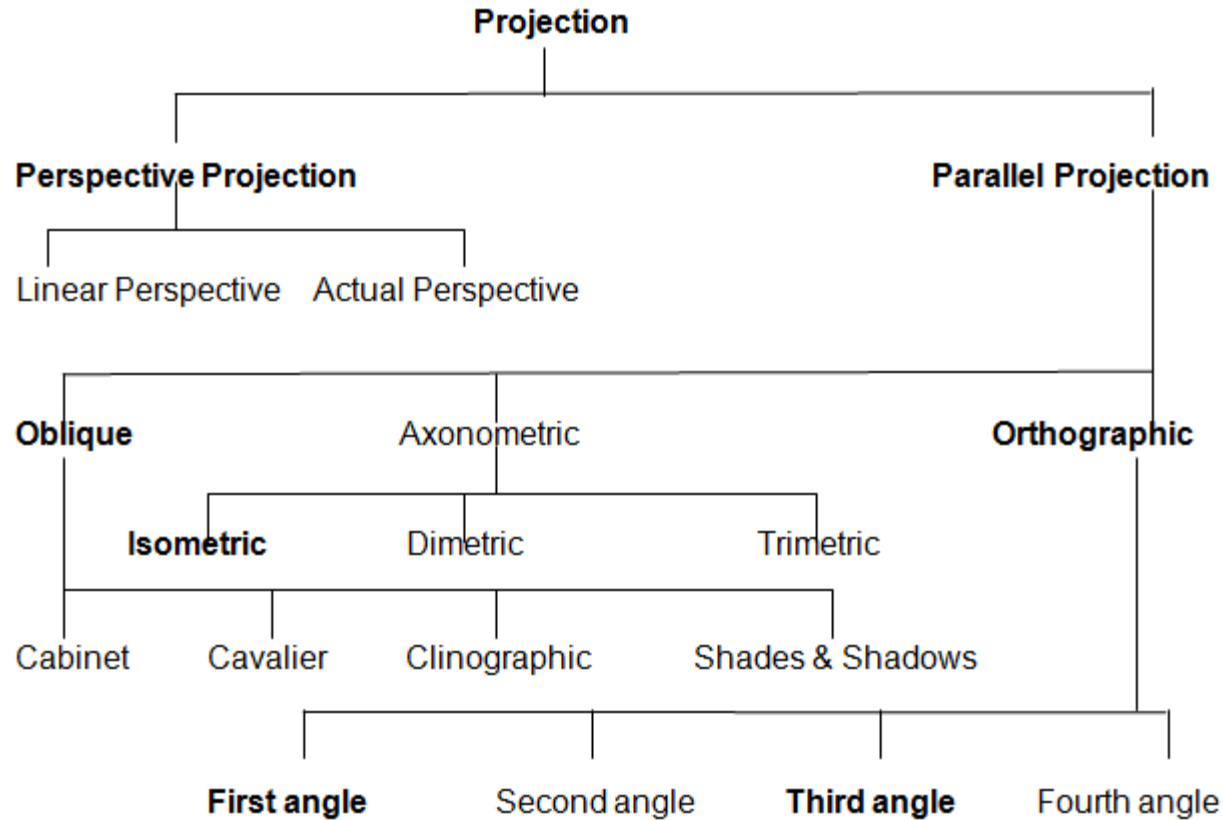 Projection
Perspective Projection
Parallel Projection
Linear Perspective
Actual Perspective
Oblique
Axonometric
Orthographic
Isometric
Dimetric
Trimetric
Cabinet
Cavalier
Clinographic
Shades & Shadows
First angle
Second angle
Third angle
Fourth angle